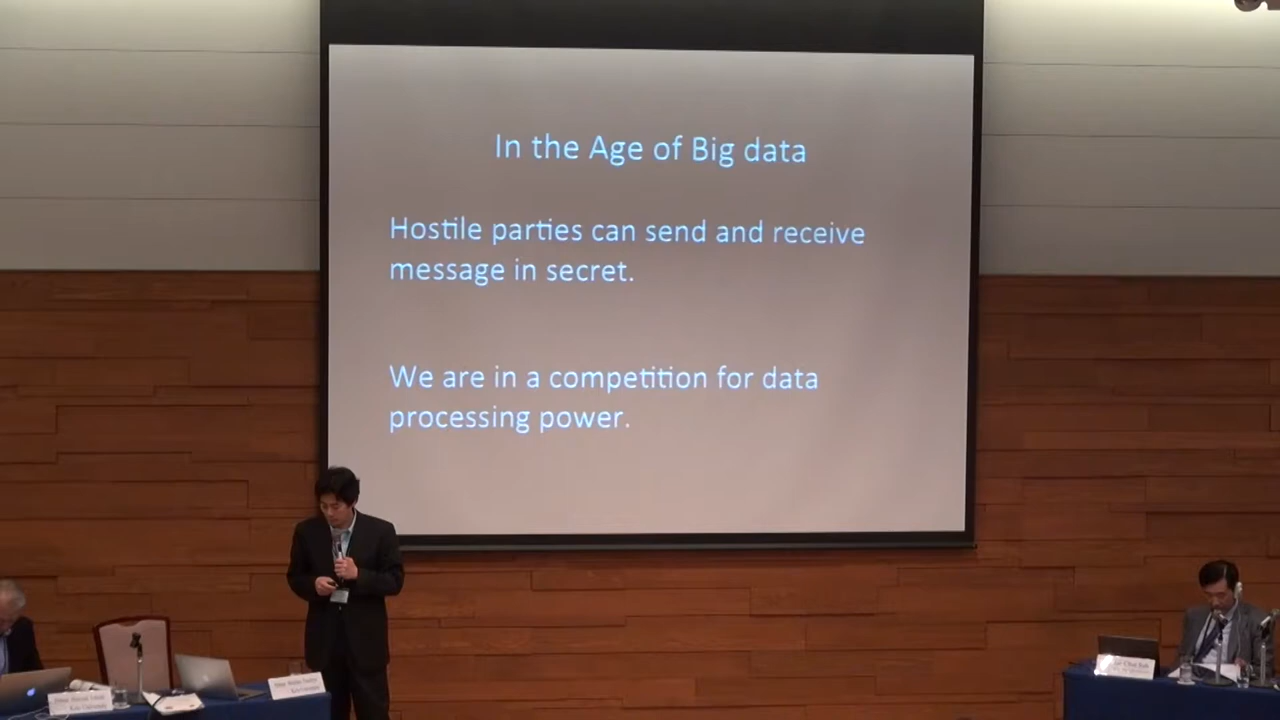 In the Age of Big data
Hostile parties can send and receive
message in secret.
We are in a competition for data
processing power.